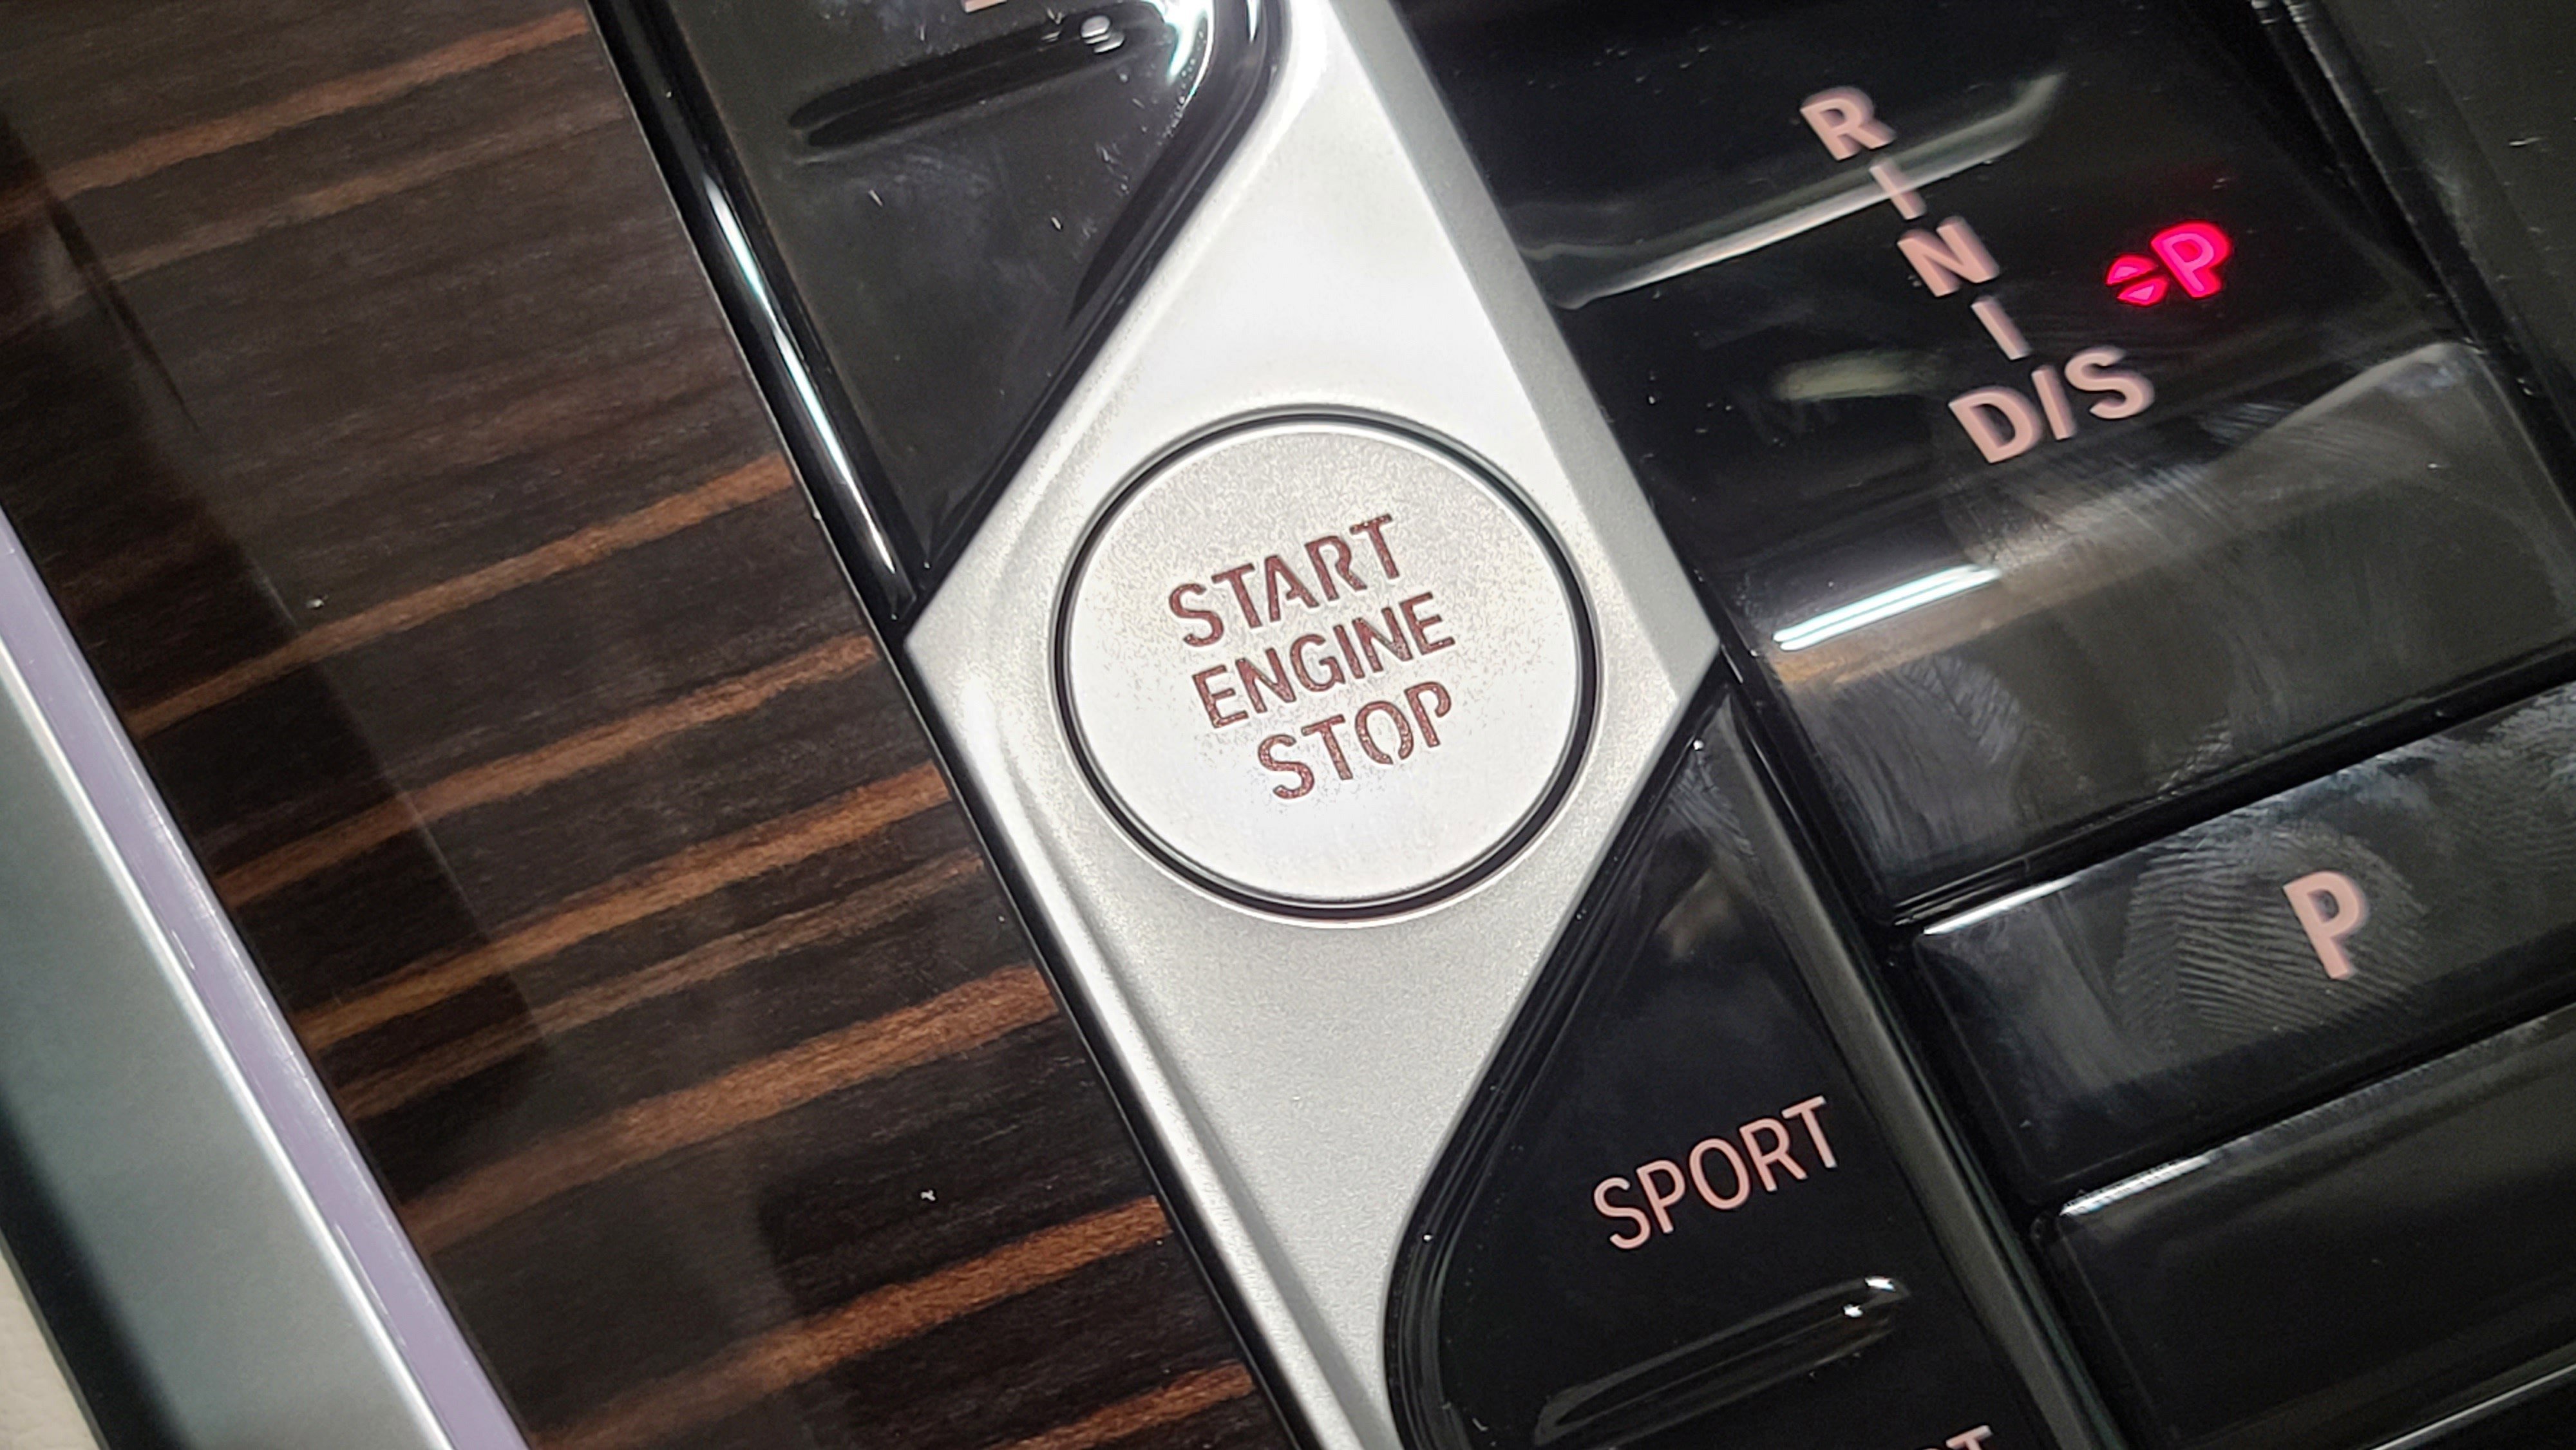 START
ENGINE
STOP
R
N
D/S
P
P
SPORT